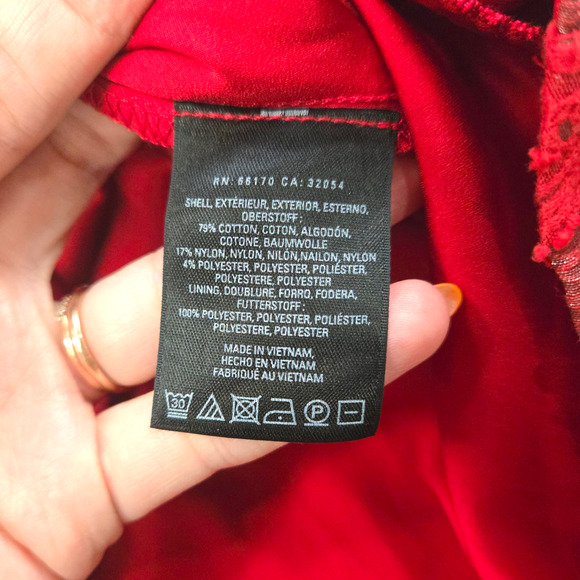 RN: 66170 CA: 32054
SHELL, EXTÉRIEUR, EXTERIOR, ESTERNO,
OBERSTOFF:
79% COTTON, COTON, ALGODÓN,
COTONE, BAUMWOLLE
17% NYLON, NYLON, NILÓN,NAILON, NYLON
4% POLYESTER, POLYESTER, POLIÉSTER,
POLYESTERE, POLYESTER
LINING, DOUBLURE, FORRO, FODERA,
FUTTERSTOFF:
100% POLYESTER, POLYESTER, POLIÉSTER,
POLYESTERE, POLYESTER
MADE IN VIETNAM,
HECHO EN VIETNAM,
FABRIQUÉ AU VIETNAM
30 P